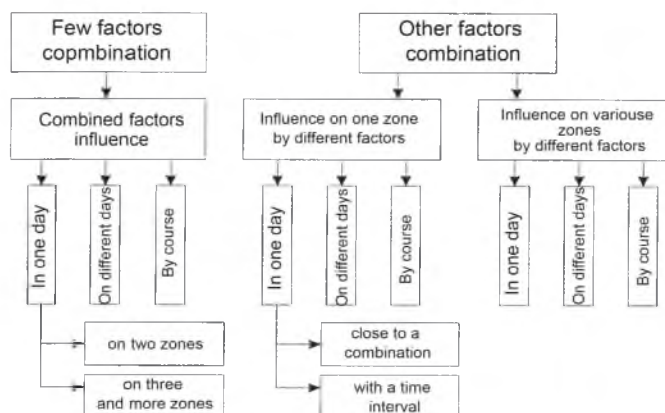 Few factors
copmbination
Other factors
combination
Combined factors
influence
Influence on one zone
by different factors
Influence on variouse
zones
by different factors
In one day
On different days
By course
In one day
On different days
By course
In one day
On different days
By course
on two zones
on three
and more zones
close to a
combination
with a time
interval